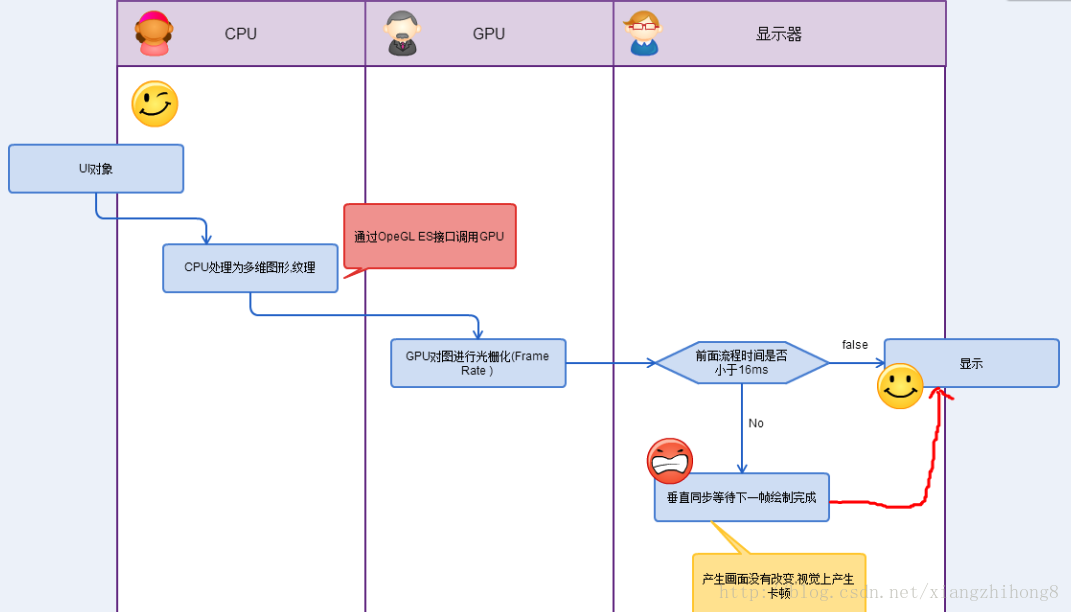 CPU
GPU
显示器
UI对象
通过OpeGL ES接口调用GPU
CPU处理为多维图形,纹理
GPU对图进行光栅化(Frame
Rate )
前面流程时间是否
小于16ms
false
显示
No
垂直同步等待下一帧绘制完成
产生画面没有改变,视觉上产生
卡顿
http://blog.csdn.net/xiangzhihong8